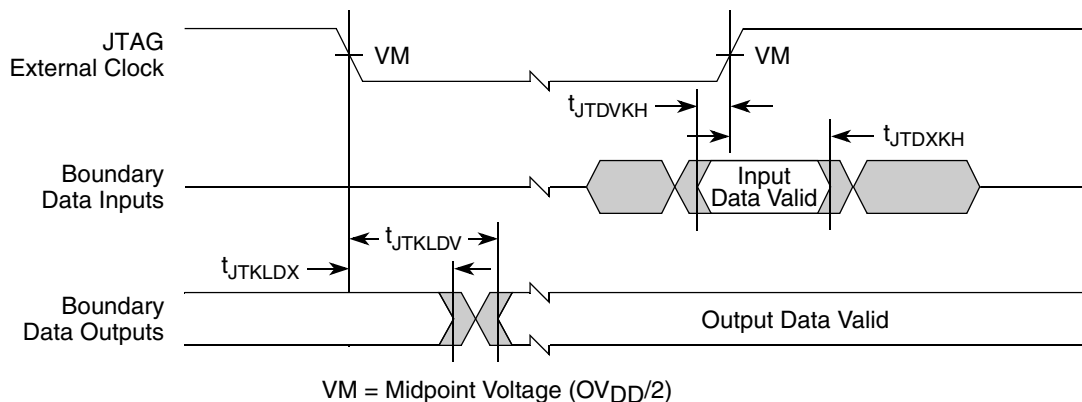 JTAG
External Clock
VM
VM
tJTDVKH
tJTDXKH
Boundary
Data Inputs
Input
Data Valid
tJTKLDV
tJTKLDX
Boundary
Data Outputs
Output Data Valid
VM = Midpoint Voltage (OVDD/2)